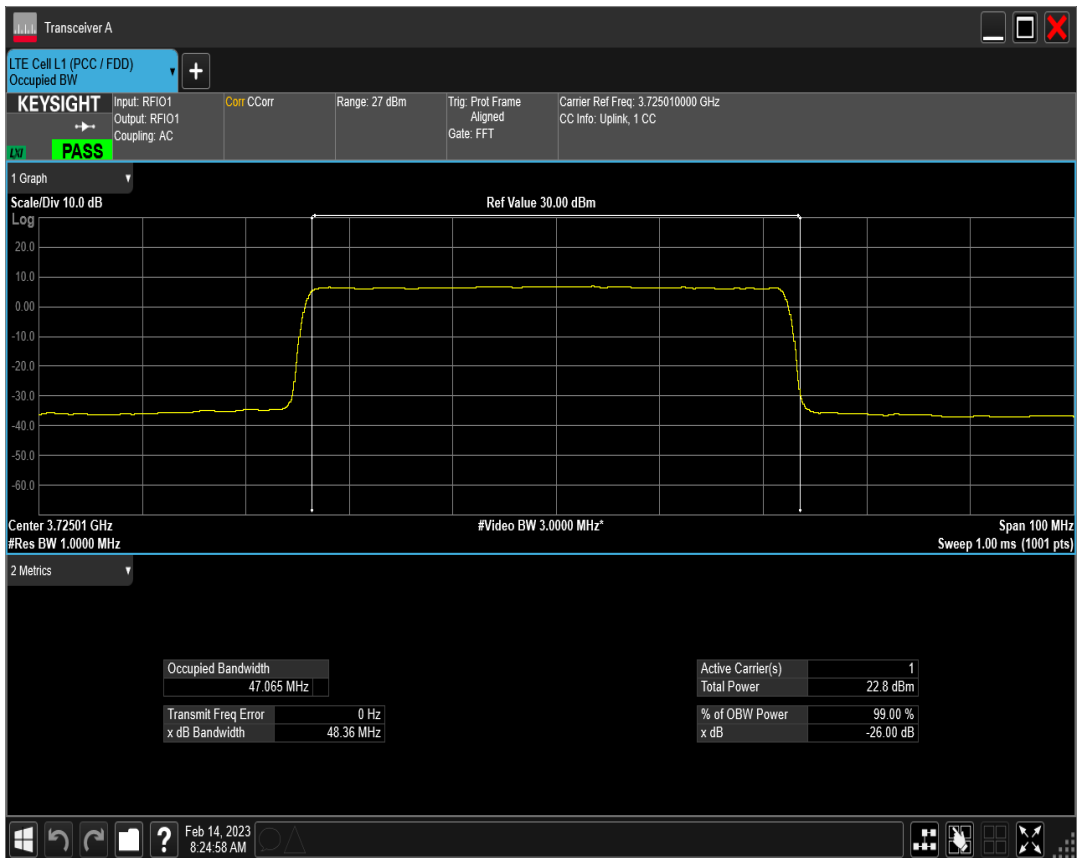 Transceiver A
LTE Cell L1 (PCC / FDD)
Occupied BW
KEYSIGHT
LXI
PASS
Input: RFIO1
Output: RFIO1
Coupling: AC
Corr CCorr
Range: 27 dBm
Trig: Prot Frame
Aligned
Gate: FFT
Carrier Ref Freq: 3.725010000 GHz
CC Info: Uplink, 1 CC
1 Graph
Scale/Div 10.0 dB
Ref Value 30.00 dBm
Log
20.0
10.0
0.00
-10.0
-20.0
-30.0
-40.0
-50.0
-60.0
Center 3.72501 GHz
#Video BW 3.0000 MHz*
Span 100 MHz
#Res BW 1.0000 MHz
Sweep 1.00 ms (1001 pts)
2 Metrics
Occupied Bandwidth
47.065 MHz
Transmit Freq Error 0 Hz
x dB Bandwidth 48.36 MHz
Active Carrier(s) 1
Total Power 22.8 dBm
% of OBW Power 99.00 %
x dB -26.00 dB
?
Feb 14, 2023
8:24:58 AM